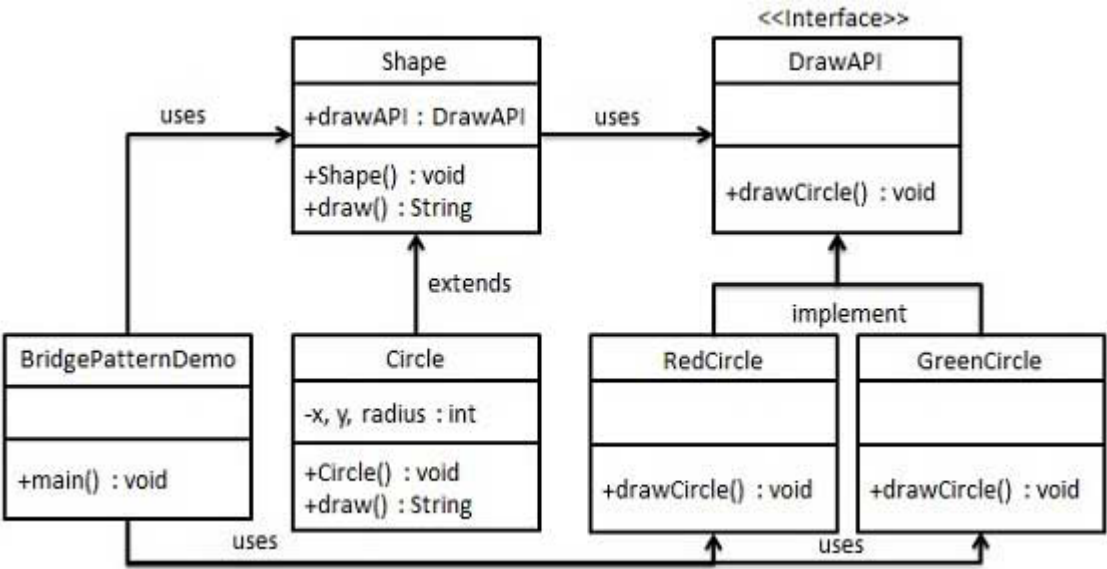 <<Interface>>
Shape
+drawAPI : DrawAPI
+Shape() : void
+draw() : String
uses
uses
DrawAPI
+drawCircle() : void
extends
implement
BridgePatternDemo
+main() : void
Circle
-x, y, radius : int
+Circle() : void
+draw() : String
RedCircle
+drawCircle() : void
GreenCircle
+drawCircle() : void
uses
uses